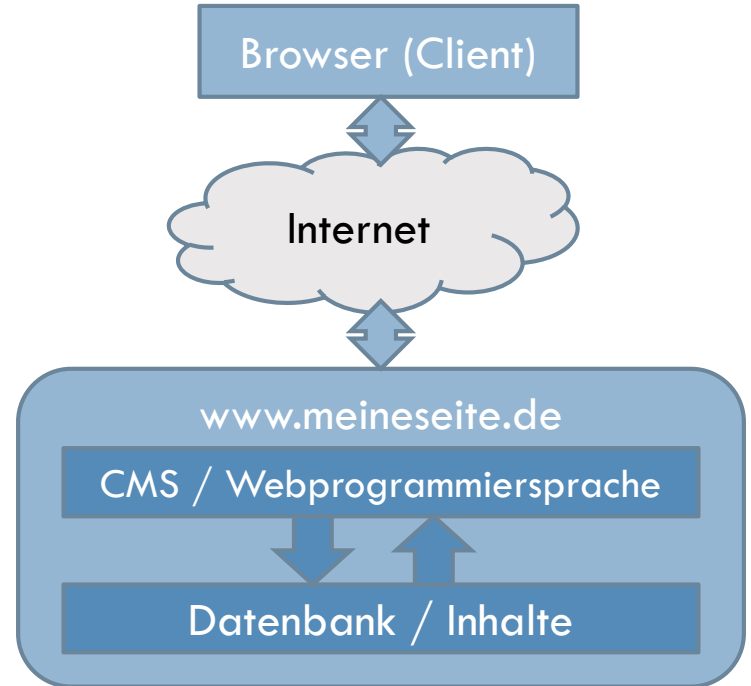 Browser (Client)
Internet
www.meineseite.de
CMS / Webprogrammiersprache
Datenbank / Inhalte